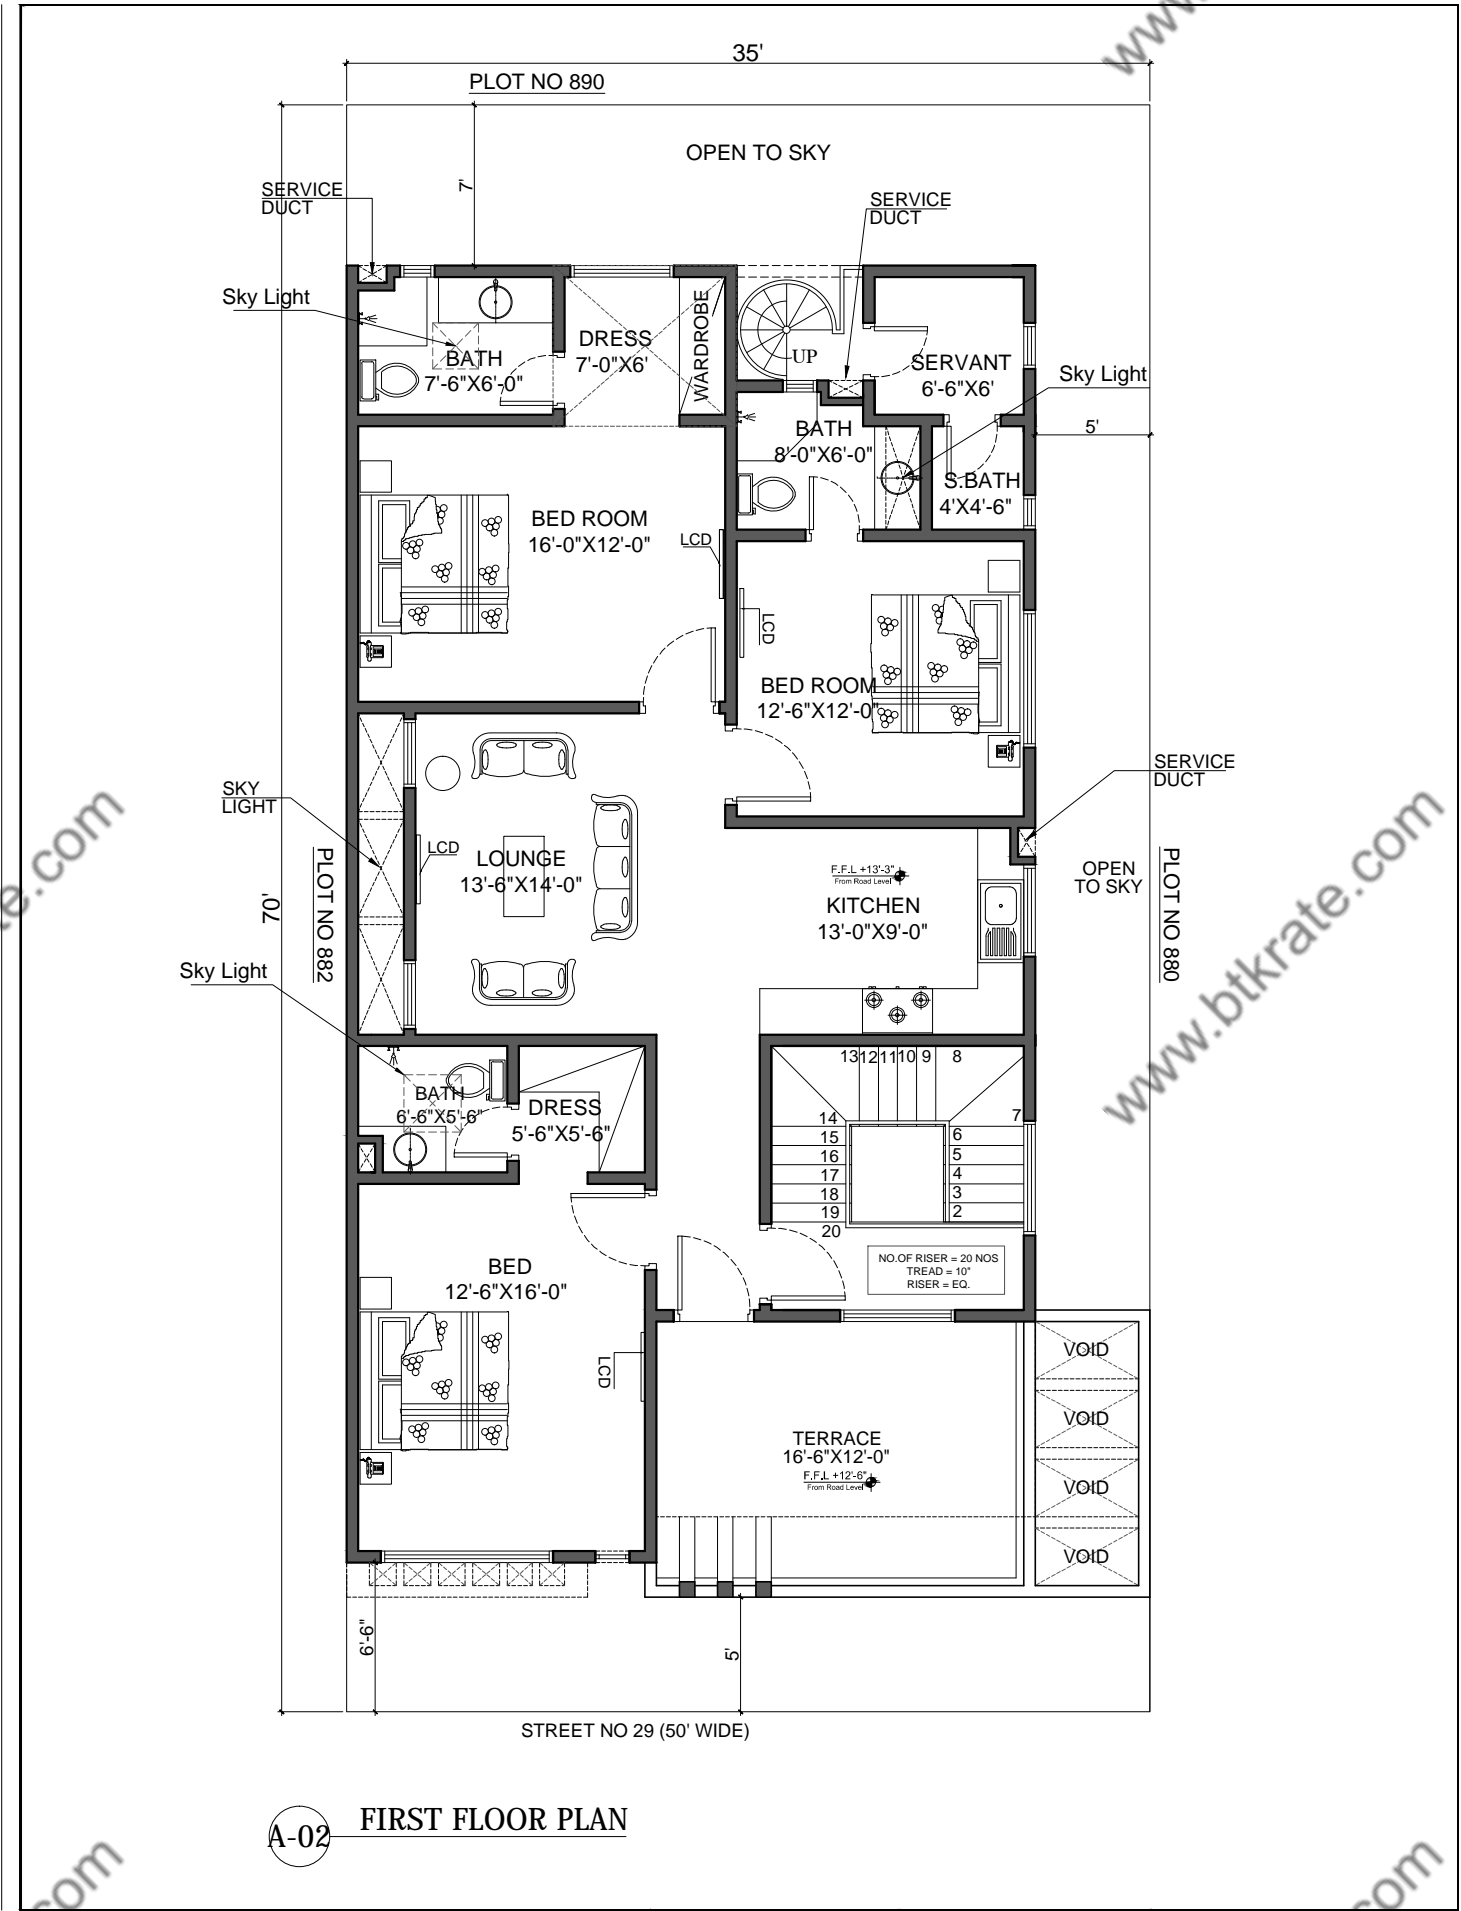 35'
PLOT NO 890
OPEN TO SKY
7'
SERVICE
DUCT
SERVICE
DUCT
Sky Light
BATH
7'-6"X6'-0"
DRESS
7'-0"X6'
WARDROBE
UP
SERVANT
6'-6"X6'
Sky Light
5'
BATH
8'-0"X6'-0"
S.BATH
4'X4'-6"
BED ROOM
16'-0"X12'-0"
LCD
LCD
BED ROOM
12'-6"X12'-0"
SERVICE
DUCT
SKY
LIGHT
LCD
LOUNGE
13'-6"X14'-0"
F.F.L +13'-3"
From Road Level
KITCHEN
13'-0"X9'-0"
OPEN
TO SKY
PLOT NO 880
PLOT NO 882
70'
Sky Light
BATH
6'-6"X5'-6"
DRESS
5'-6"X5'-6"
13 12 11 10 9 8
7
14
15
16
17
18
19
20
6
5
4
3
2
NO.OF RISER = 20 NOS
TREAD = 10"
RISER = EQ.
BED
12'-6"X16'-0"
LCD
TERRACE
16'-6"X12'-0"
F.F.L +12'-6"
From Road Level
VOID
VOID
VOID
VOID
6'-6"
5'
STREET NO 29 (50' WIDE)
A-02
FIRST FLOOR PLAN
www.
te.com
www.btkrate.com
.com
.com